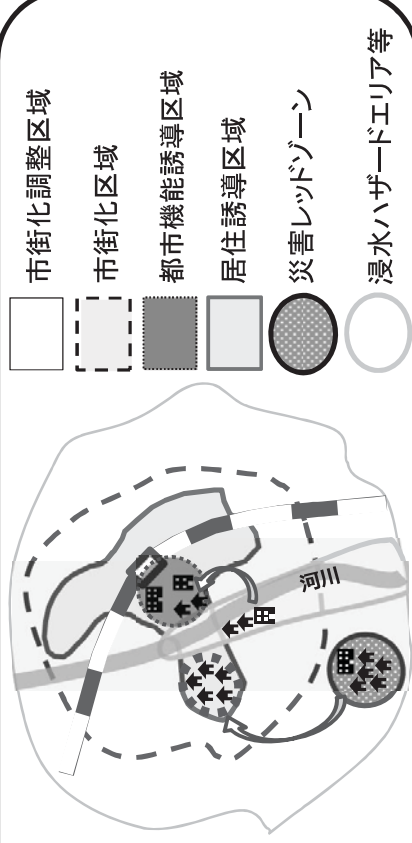 市街化調整区域
市街化区域
都市機能誘導区域
居住誘導区域
災害レッドゾーン
浸水ハザードエリア等
河川